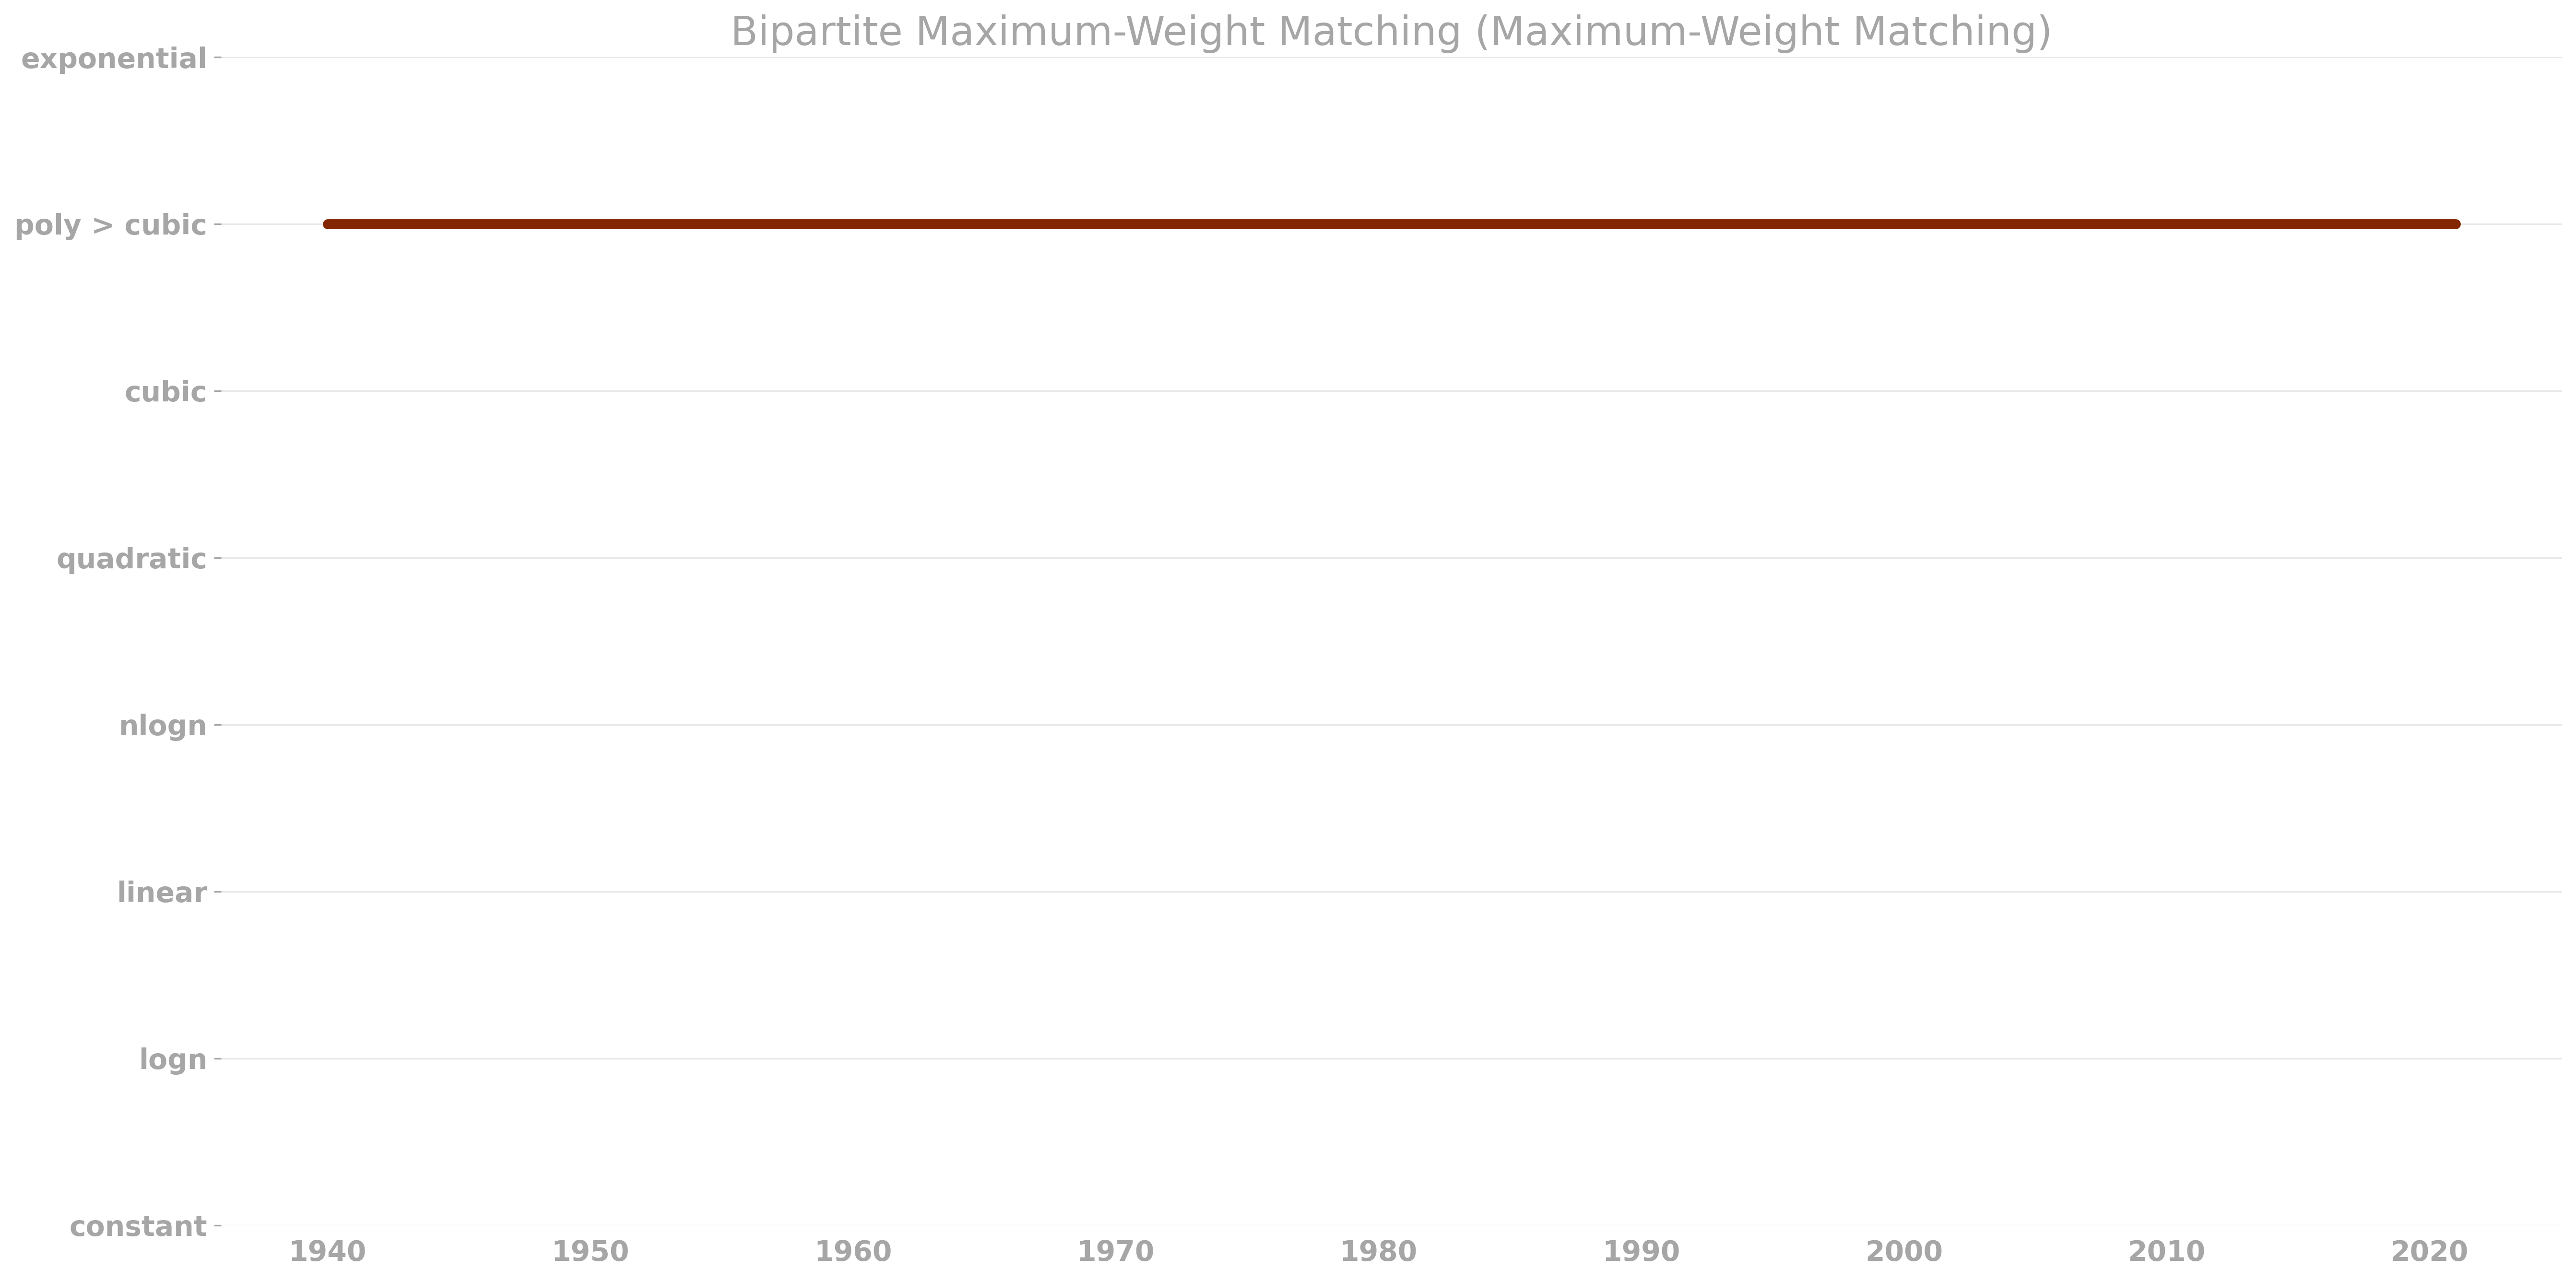 Bipartite Maximum-Weight Matching (Maximum-Weight Matching)
exponential
poly > cubic
cubic
quadratic
nlogn
linear
logn
constant
1940 1950 1960 1970 1980 1990 2000 2010 2020